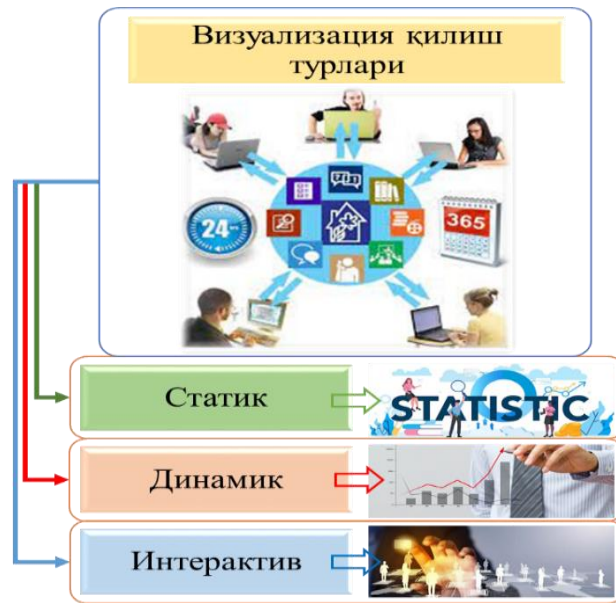 Визуализация қилиш
турлари
24
365
Статик
STATISTIC
Динамик
Интерактив